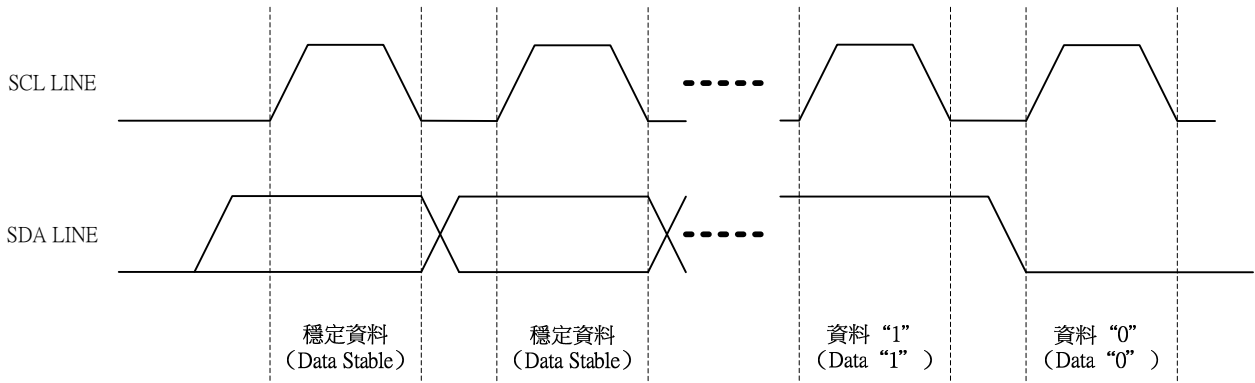 SCL LINE
SDA LINE
穩定資料
（Data Stable）
穩定資料
（Data Stable）
資料“1”
（Data“1”）
資料“0”
（Data“0”）